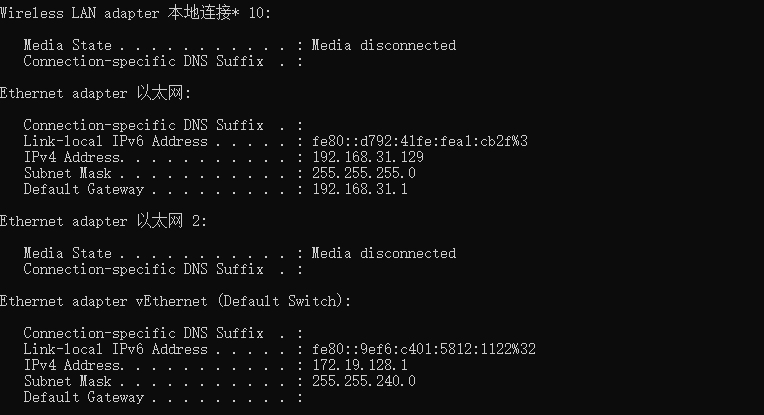 Wireless LAN adapter 本地连接* 10:
Media State . . . . . . . . . . . : Media disconnected
Connection-specific DNS Suffix  . :
Ethernet adapter 以太网:
Connection-specific DNS Suffix  . :
Link-local IPv6 Address . . . . . : fe80::d792:41fe:fea1:cb2f%3
IPv4 Address. . . . . . . . . . . : 192.168.31.129
Subnet Mask . . . . . . . . . . . : 255.255.255.0
Default Gateway . . . . . . . . . : 192.168.31.1
Ethernet adapter 以太网 2:
Media State . . . . . . . . . . . : Media disconnected
Connection-specific DNS Suffix  . :
Ethernet adapter vEthernet (Default Switch):
Connection-specific DNS Suffix  . :
Link-local IPv6 Address . . . . . : fe80::9ef6:c401:5812:1122%32
IPv4 Address. . . . . . . . . . . : 172.19.128.1
Subnet Mask . . . . . . . . . . . : 255.255.240.0
Default Gateway . . . . . . . . . :